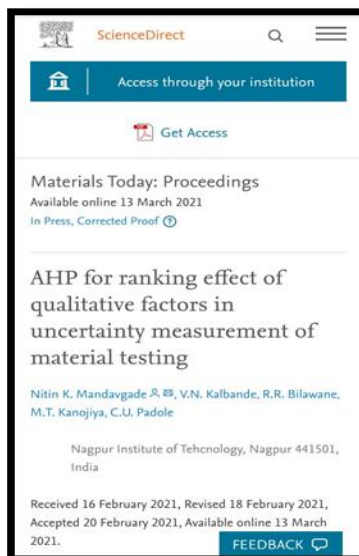 ScienceDirect
Access through your institution
Get Access
Materials Today: Proceedings
Available online 13 March 2021
In Press, Corrected Proof ?
AHP for ranking effect of
qualitative factors in
uncertainty measurement of
material testing
Nitin K. Mandavgade, V.N. Kalbande, R.R. Bilawane,
M.T. Kanojiya, C.U. Padole
Nagpur Institute of Tehcnology, Nagpur 441501,
India
Received 16 February 2021, Revised 18 February 2021,
Accepted 20 February 2021, Available online 13 March
2021.
FEEDBACK